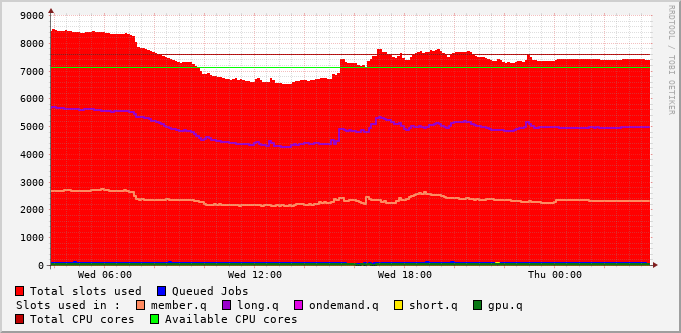 9000
8000
7000
6000
5000
4000
3000
2000
1000
0
Wed 06:00 Wed 12:00 Wed 18:00 Thu 00:00
Total slots used Queued Jobs
Slots used in : member.q long.q ondemand.q short.q gpu.q
Total CPU cores Available CPU cores
RRDTOOL / TOBI OETIKER